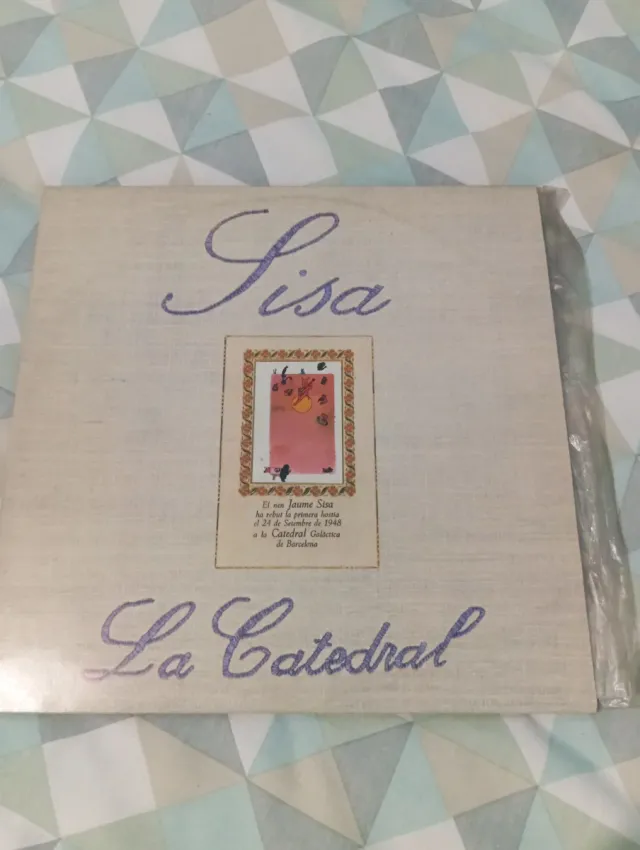 Sisa
El nen Jaume Sisa
ha rebut la primera hostia
el 24 de Setembre de 1948
a la Catedral Galàctica
de Barcelona
La Catedral